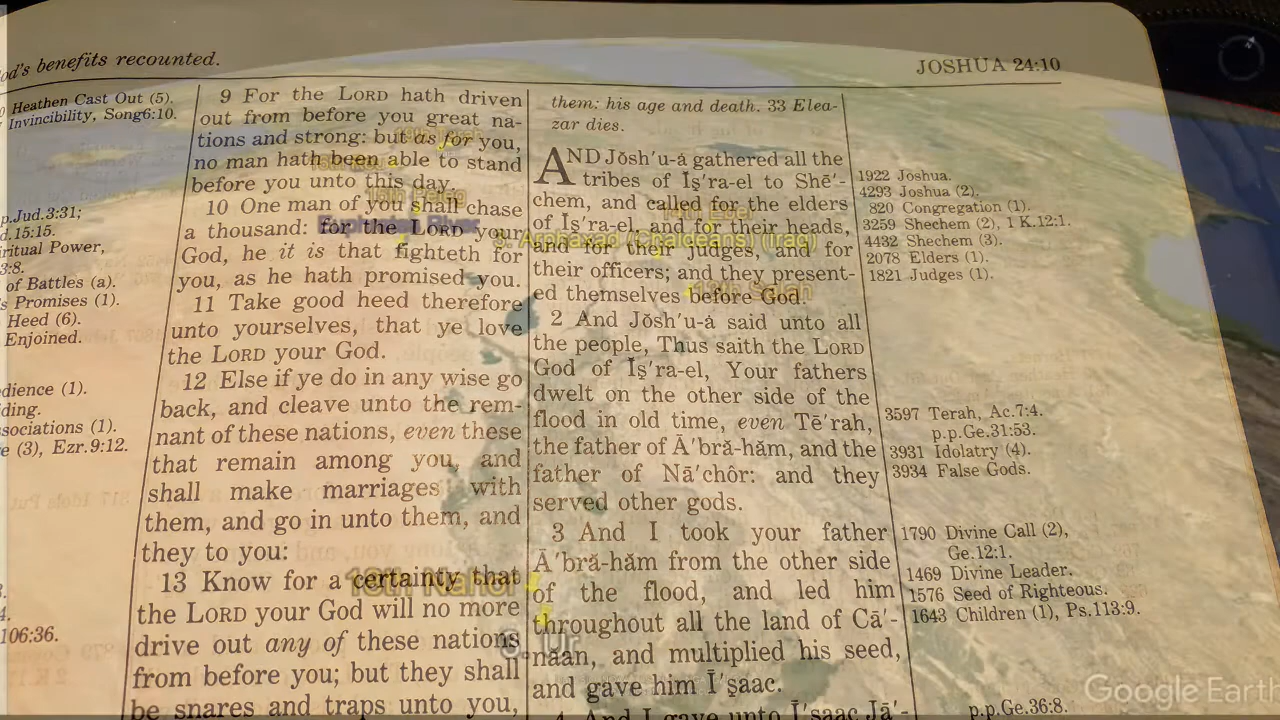 God's benefits recounted.
JOSHUA 24:10
Heathen Cast Out (5).
Invincibility, Song6:10.
p.Jud.3:31;
d.15:15.
ritual Power,
3:8.
of Battles (a).
s Promises (1).
Heed (6).
Enjoined.
edience (1).
ding.
sociations (1).
e (3), Ezr.9:12.
106:36.
9 For the LORD hath driven
out from before you great na-
tions and strong: but as for you,
no man hath been able to stand
before you unto this day.
10 One man of you shall chase
a thousand: for the LORD your
God, he it is that fighteth for
you, as he hath promised you.
11 Take good heed therefore
unto yourselves, that ye love
the LORD your God.
12 Else if ye do in any wise go
back, and cleave unto the rem-
nant of these nations, even these
that remain among you, and
shall make marriages with
them, and go in unto them, and
they to you:
13 Know for a certainty that
the LORD your God will no more
drive out any of these nations
from before you; but they shall
be snares and traps unto you,
them: his age and death. 33 Elea-
zar dies.
AND Jŏsh'u-ȧ gathered all the
tribes of Ĭş'ra-el to Shē'-
chem, and called for the elders
of Ĭş'ra-el, and for their heads,
and for their judges, and for
their officers; and they present-
ed themselves before God.
2 And Jŏsh'u-ȧ said unto all
the people, Thus saith the LORD
God of Ĭş'ra-el, Your fathers
dwelt on the other side of the
flood in old time, even Tē'rah,
the father of Ā'bră-hăm, and the
father of Nā'chôr: and they
served other gods.
3 And I took your father
Ā'bră-hăm from the other side
of the flood, and led him
throughout all the land of Cā'-
năan, and multiplied his seed,
and gave him Ī'şaac.
4 And I gave unto Ī'şaac Jā'-
1922 Joshua.
4293 Joshua (2).
820 Congregation (1).
3259 Shechem (2), I K.12:1.
4432 Shechem (3).
2078 Elders (1).
1821 Judges (1).
3597 Terah, Ac.7:4.
p.p.Ge.31:53.
3931 Idolatry (4).
3934 False Gods.
1790 Divine Call (2),
Ge.12:1.
1469 Divine Leader.
1576 Seed of Righteous.
1643 Children (1), Ps.113:9.
p.p.Ge.36:8.
Euphrates River
9. Arphaxad (Chaldeans) (Iraq)
18th Nahor
Ur
Google Earth